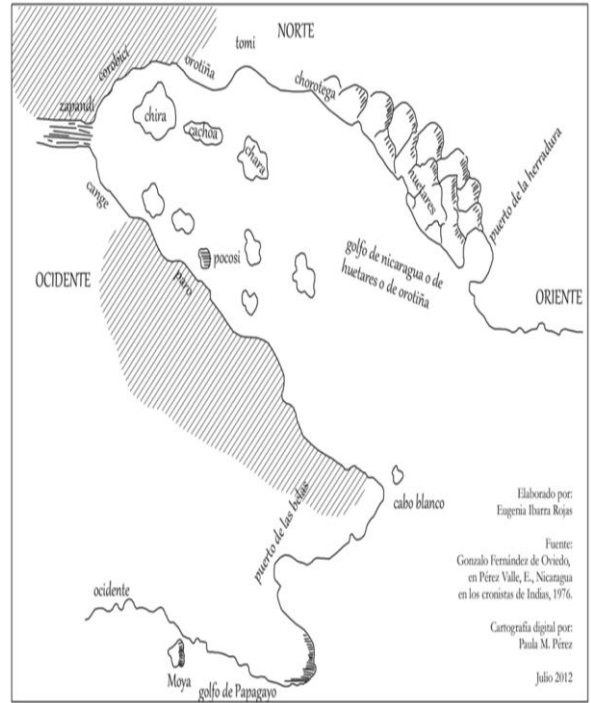 NORTE
tomi
orotiña
corobici
chorotega
zapandi
chira
cachoa
chara
huetares
puerto de la herradura
cange
pocosi
paro
golfo de nicaragua o de
huetares o de orotiña
OCIDENTE
ORIENTE
cabo blanco
puerto de las bolas
ocidente
Moya
golfo de Papagayo
Elaborado por:
Eugenia Ibarra Rojas
Fuente:
Gonzalo Fernández de Oviedo,
en Pérez Valle, E., Nicaragua
en los cronistas de Indias, 1976.
Cartografía digital por:
Paula M. Pérez
Julio 2012